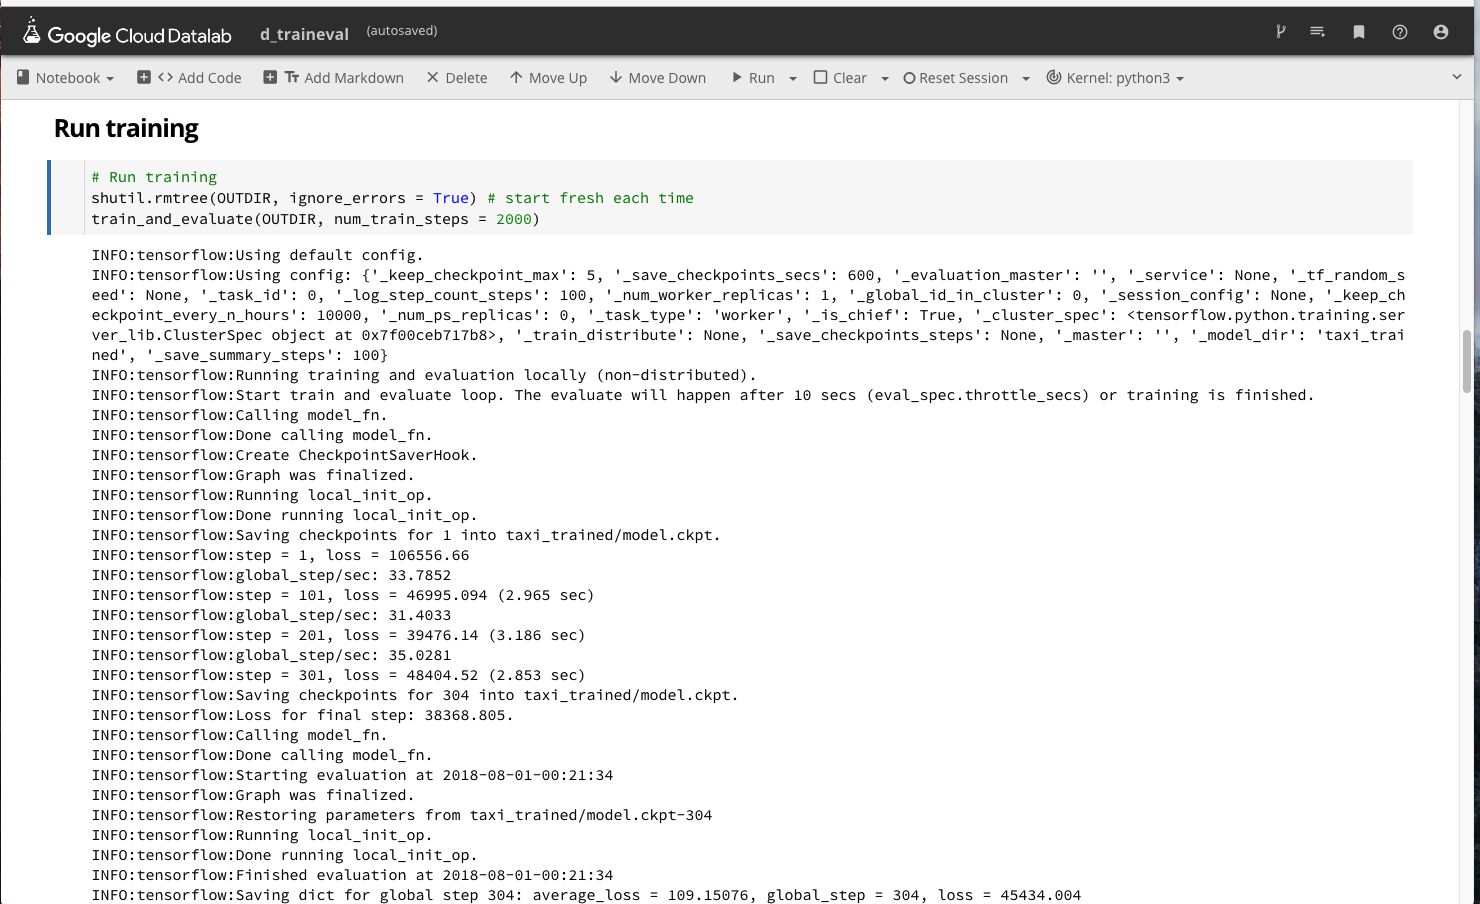 Google Cloud Datalab d_traineval (autosaved)
Notebook Add Code Add Markdown Delete Move Up Move Down Run Clear Reset Session Kernel: python3
Run training
# Run training
shutil.rmtree(OUTDIR, ignore_errors = True) # start fresh each time
train_and_evaluate(OUTDIR, num_train_steps = 2000)
INFO:tensorflow:Using default config.
INFO:tensorflow:Using config: {'_keep_checkpoint_max': 5, '_save_checkpoints_secs': 600, '_evaluation_master': '', '_service': None, '_tf_random_s
eed': None, '_task_id': 0, '_log_step_count_steps': 100, '_num_worker_replicas': 1, '_global_id_in_cluster': 0, '_session_config': None, '_keep_ch
eckpoint_every_n_hours': 10000, '_num_ps_replicas': 0, '_task_type': 'worker', '_is_chief': True, '_cluster_spec': <tensorflow.python.training.ser
ver_lib.ClusterSpec object at 0x7f00ceb717b8>, '_train_distribute': None, '_save_checkpoints_steps': None, '_master': '', '_model_dir': 'taxi_trai
ned', '_save_summary_steps': 100}
INFO:tensorflow:Running training and evaluation locally (non-distributed).
INFO:tensorflow:Start train and evaluate loop. The evaluate will happen after 10 secs (eval_spec.throttle_secs) or training is finished.
INFO:tensorflow:Calling model_fn.
INFO:tensorflow:Done calling model_fn.
INFO:tensorflow:Create CheckpointSaverHook.
INFO:tensorflow:Graph was finalized.
INFO:tensorflow:Running local_init_op.
INFO:tensorflow:Done running local_init_op.
INFO:tensorflow:Saving checkpoints for 1 into taxi_trained/model.ckpt.
INFO:tensorflow:step = 1, loss = 106556.66
INFO:tensorflow:global_step/sec: 33.7852
INFO:tensorflow:step = 101, loss = 46995.094 (2.965 sec)
INFO:tensorflow:global_step/sec: 31.4033
INFO:tensorflow:step = 201, loss = 39476.14 (3.186 sec)
INFO:tensorflow:global_step/sec: 35.0281
INFO:tensorflow:step = 301, loss = 48404.52 (2.853 sec)
INFO:tensorflow:Saving checkpoints for 304 into taxi_trained/model.ckpt.
INFO:tensorflow:Loss for final step: 38368.805.
INFO:tensorflow:Calling model_fn.
INFO:tensorflow:Done calling model_fn.
INFO:tensorflow:Starting evaluation at 2018-08-01-00:21:34
INFO:tensorflow:Graph was finalized.
INFO:tensorflow:Restoring parameters from taxi_trained/model.ckpt-304
INFO:tensorflow:Running local_init_op.
INFO:tensorflow:Done running local_init_op.
INFO:tensorflow:Finished evaluation at 2018-08-01-00:21:34
INFO:tensorflow:Saving dict for global step 304: average_loss = 109.15076, global_step = 304, loss = 45434.004